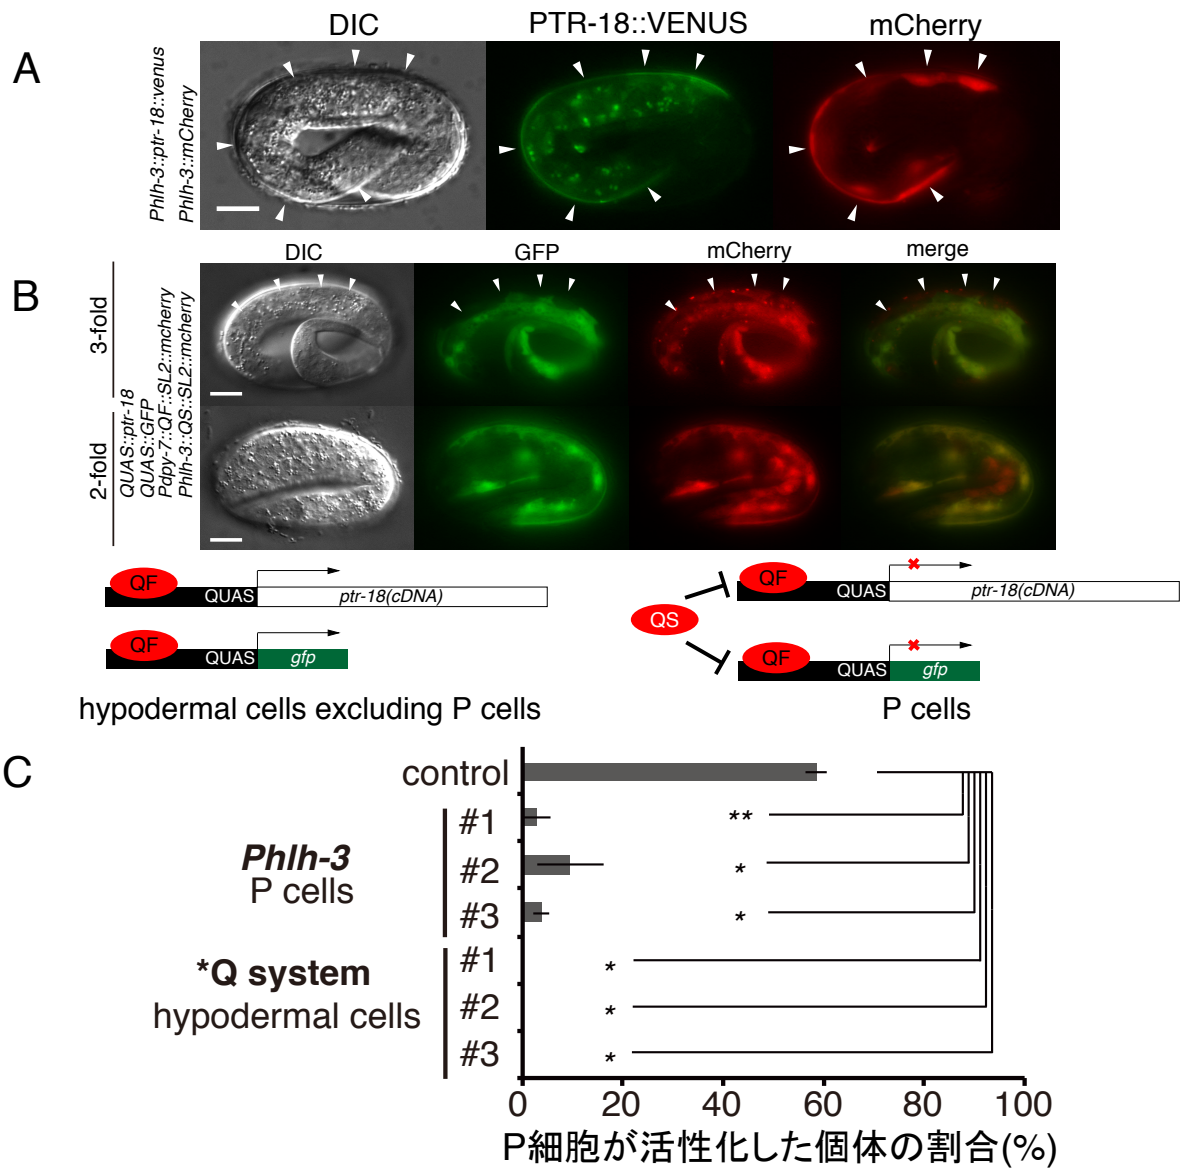 A
DIC
PTR-18::VENUS
mCherry
Phlh-3::ptr-18::venus
Phlh-3::mCherry
B
DIC
GFP
mCherry
merge
3-fold
2-fold
QUAS::ptr-18
QUAS::GFP
Pdpy-7::QF::SL2::mcherry
Phlh-3::QS::SL2::mcherry
QF
QUAS
ptr-18(cDNA)
QF
QUAS
gfp
hypodermal cells excluding P cells
QS
QF
QUAS
ptr-18(cDNA)
QF
QUAS
gfp
P cells
C
control
Phlh-3
P cells
#1
**
#2
*
#3
*
*Q system
hypodermal cells
#1
*
#2
*
#3
*
0 20 40 60 80 100
P細胞が活性化した個体の割合(%)